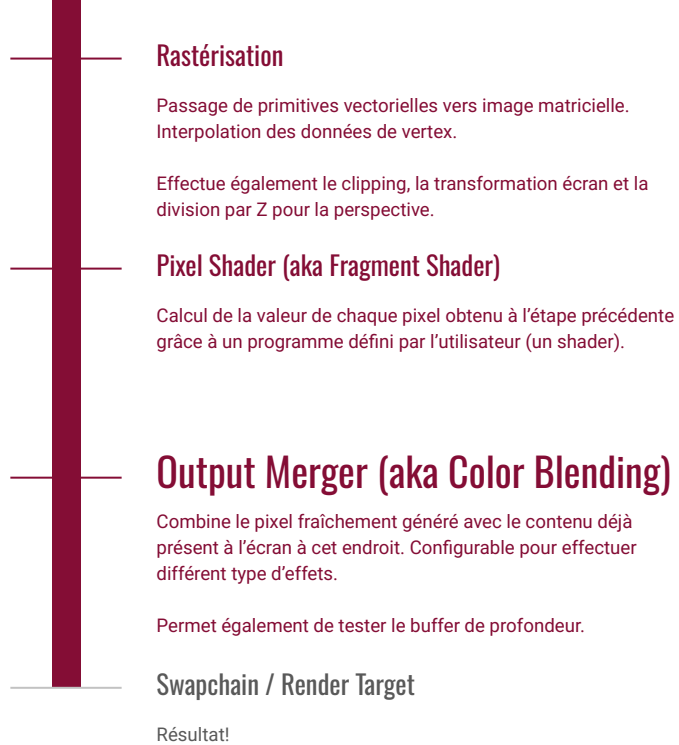 Rastérisation
Passage de primitives vectorielles vers image matricielle.
Interpolation des données de vertex.
Effectue également le clipping, la transformation écran et la
division par Z pour la perspective.
Pixel Shader (aka Fragment Shader)
Calcul de la valeur de chaque pixel obtenu à l’étape précédente
grâce à un programme défini par l’utilisateur (un shader).
Output Merger (aka Color Blending)
Combine le pixel fraîchement généré avec le contenu déjà
présent à l’écran à cet endroit. Configurable pour effectuer
différent type d’effets.
Permet également de tester le buffer de profondeur.
Swapchain / Render Target
Résultat!